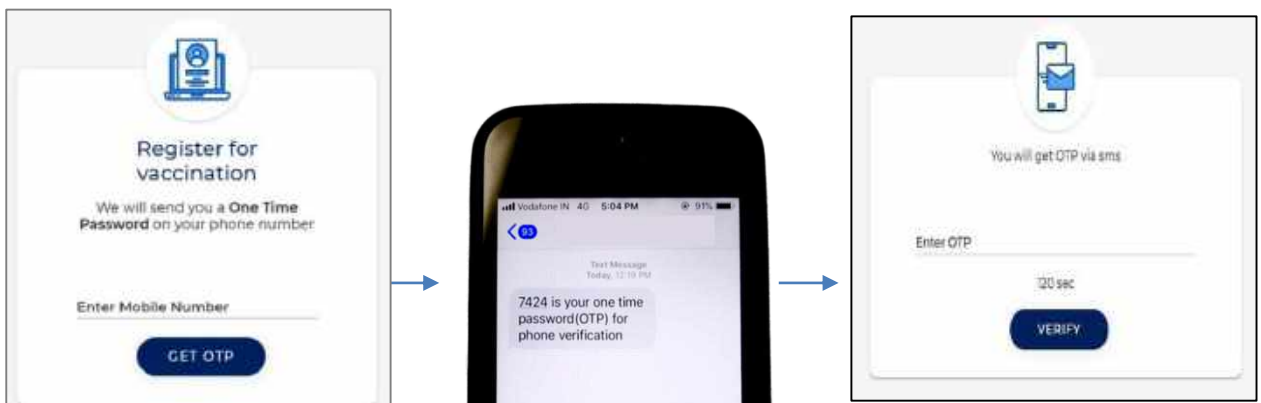 Register for
vaccination
We will send you a One Time
Password on your phone number
Enter Mobile Number
GET OTP
Vodafone IN 4G 5:04 PM 91%
93
Text Message
Today, 12:19 PM
7424 is your one time
password(OTP) for
phone verification
You will get OTP via sms
Enter OTP
120 sec
VERIFY